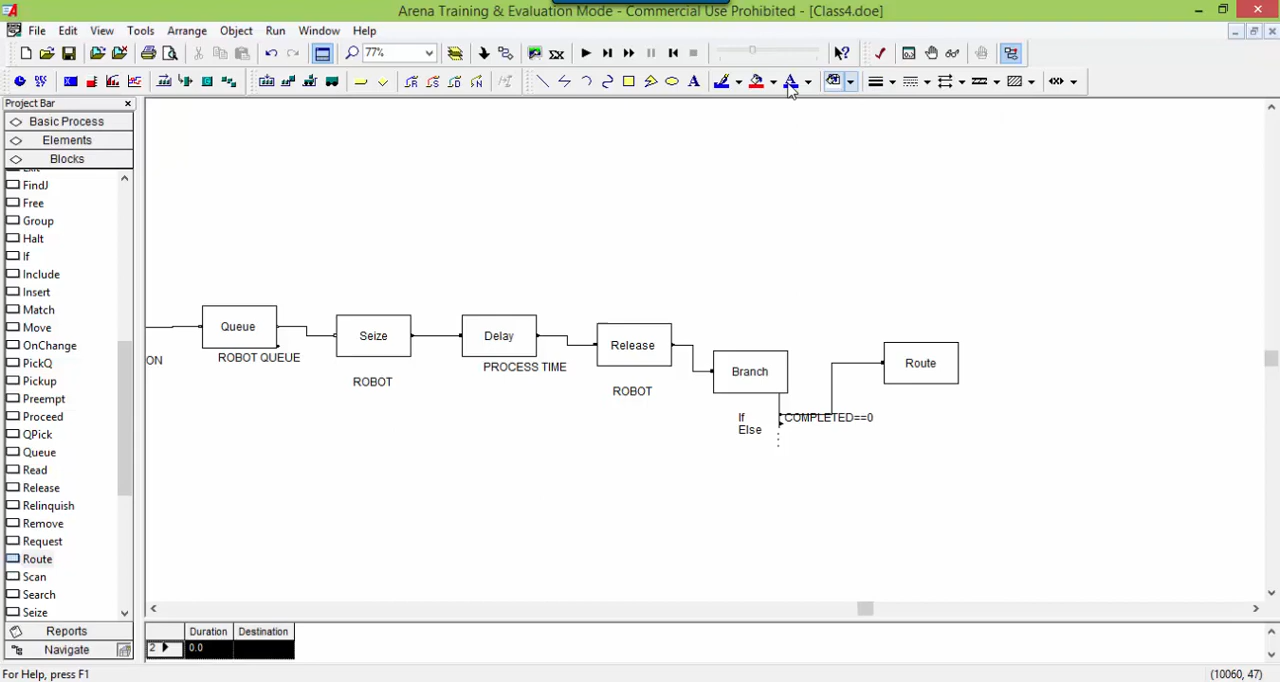 Arena Training & Evaluation Mode - Commercial Use Prohibited - [Class4.doe]
File Edit View Tools Arrange Object Run Window Help
77%
Project Bar
Basic Process
Elements
Blocks
FindJ
Free
Group
Halt
If
Include
Insert
Match
Move
OnChange
PickQ
Pickup
Preempt
Proceed
QPick
Queue
Read
Release
Relinquish
Remove
Request
Route
Scan
Search
Seize
Reports
Navigate
ON
Queue
ROBOT QUEUE
Seize
ROBOT
Delay
PROCESS TIME
Release
ROBOT
Branch
If COMPLETED==0
Else
Route
Duration Destination
2 0.0
For Help, press F1
(10060, 47)